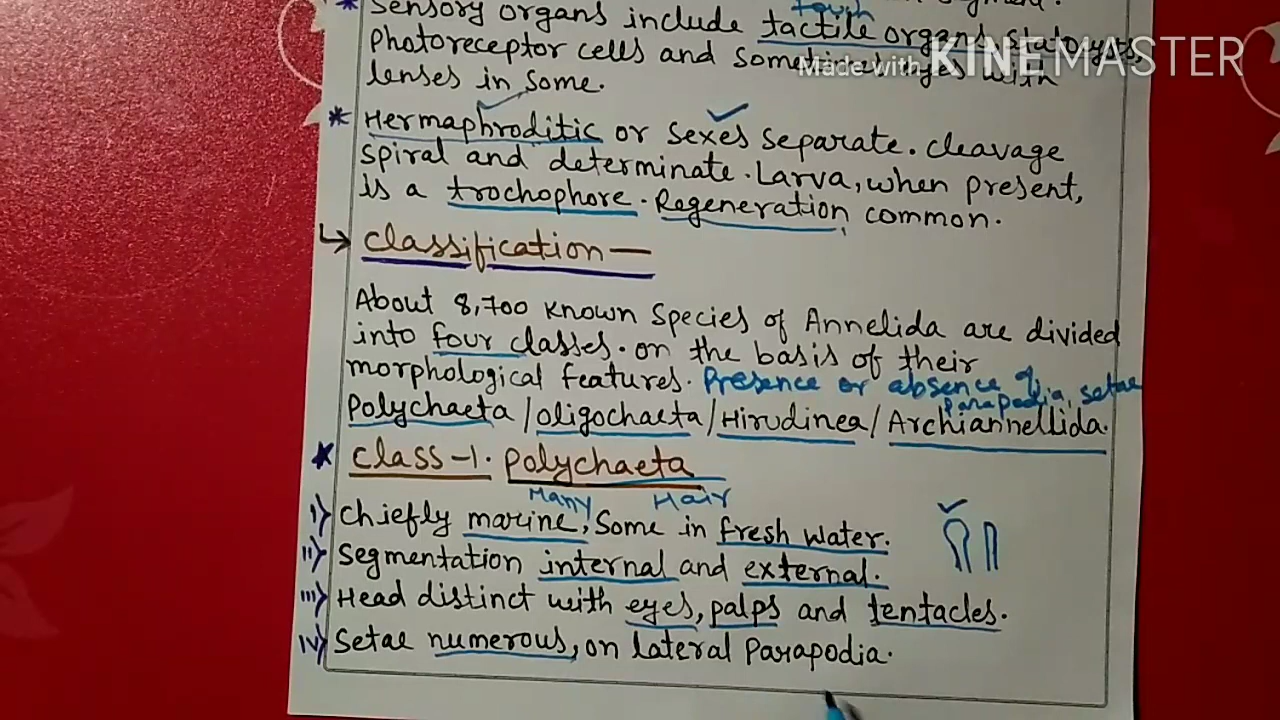 * Sensory organs include tactile organs, statocysts,
touch
Photoreceptor cells and sometimes eyes with
Made with KINEMASTER
lenses in some.
* Hermaphroditic or sexes separate. cleavage
spiral and determinate. Larva, when present,
is a trochophore. Regeneration common.
↳ classification —
About 8,700 known species of Annelida are divided
into four classes. on the basis of their
morphological features. Presence or absence of
Parapodia, setae
Polychaeta / oligochaeta / Hirudinea / Archiannellida.
* class-1. polychaeta
Many Hair
i) Chiefly marine, Some in fresh water.
ii) Segmentation internal and external.
iii) Head distinct with eyes, palps and tentacles.
iv) Setae numerous, on lateral Parapodia.